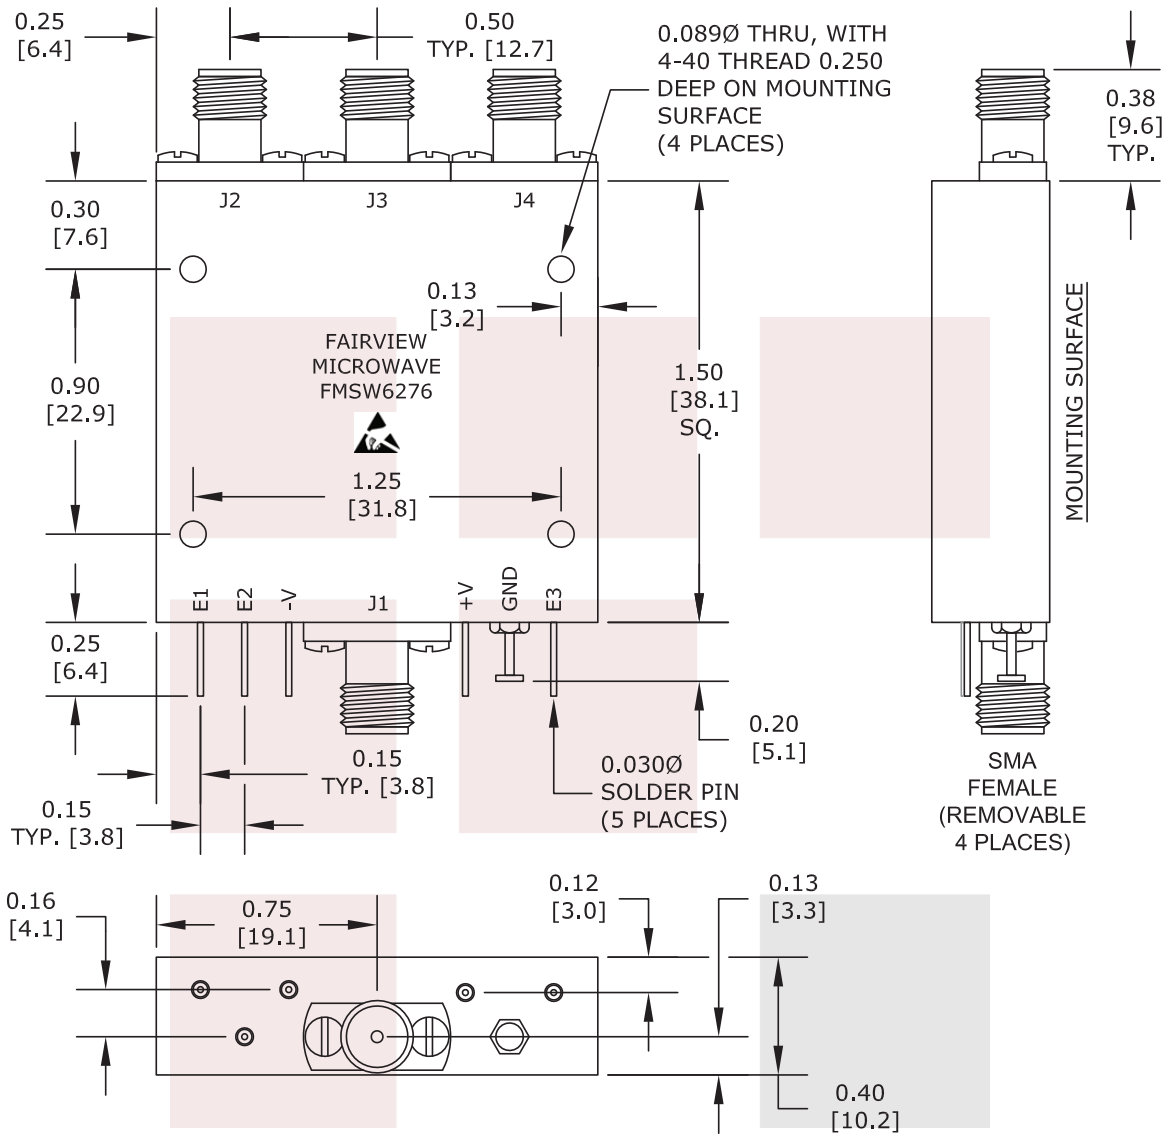 0.25
[6.4]
0.50
TYP. [12.7]
0.089Ø THRU, WITH
4-40 THREAD 0.250
DEEP ON MOUNTING
SURFACE
(4 PLACES)
0.38
[9.6]
TYP.
J2
J3
J4
0.30
[7.6]
0.13
[3.2]
FAIRVIEW
MICROWAVE
FMSW6276
0.90
[22.9]
1.50
[38.1]
SQ.
MOUNTING SURFACE
1.25
[31.8]
E1
E2
-V
J1
+V
GND
E3
0.25
[6.4]
0.20
[5.1]
0.15
TYP. [3.8]
0.030Ø
SOLDER PIN
(5 PLACES)
SMA
FEMALE
(REMOVABLE
4 PLACES)
0.15
TYP. [3.8]
0.16
[4.1]
0.75
[19.1]
0.12
[3.0]
0.13
[3.3]
0.40
[10.2]